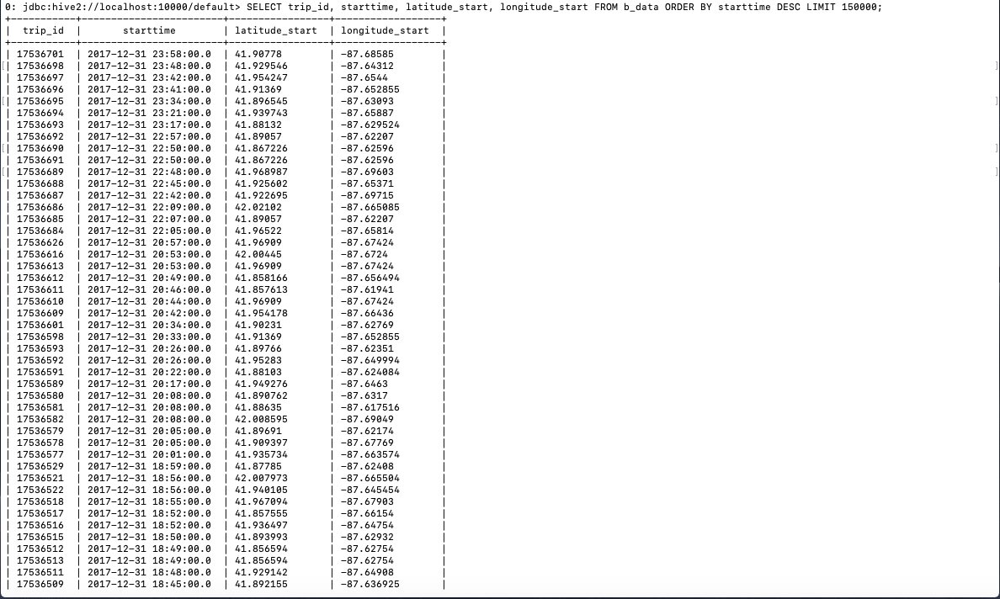 0: jdbc:hive2://localhost:10000/default> SELECT trip_id, starttime, latitude_start, longitude_start FROM b_data ORDER BY starttime DESC LIMIT 150000;
| trip_id | starttime | latitude_start | longitude_start |
| 17536701 | 2017-12-31 23:58:00.0 | 41.90778 | -87.68585 |
| 17536698 | 2017-12-31 23:48:00.0 | 41.929546 | -87.64312 |
| 17536697 | 2017-12-31 23:42:00.0 | 41.954247 | -87.6544 |
| 17536696 | 2017-12-31 23:41:00.0 | 41.91369 | -87.652855 |
| 17536695 | 2017-12-31 23:34:00.0 | 41.896545 | -87.63093 |
| 17536694 | 2017-12-31 23:21:00.0 | 41.939743 | -87.65887 |
| 17536693 | 2017-12-31 23:17:00.0 | 41.88132 | -87.629524 |
| 17536692 | 2017-12-31 22:57:00.0 | 41.89057 | -87.62207 |
| 17536690 | 2017-12-31 22:50:00.0 | 41.867226 | -87.62596 |
| 17536691 | 2017-12-31 22:50:00.0 | 41.867226 | -87.62596 |
| 17536689 | 2017-12-31 22:48:00.0 | 41.968987 | -87.69603 |
| 17536688 | 2017-12-31 22:45:00.0 | 41.925602 | -87.65371 |
| 17536687 | 2017-12-31 22:42:00.0 | 41.922695 | -87.69715 |
| 17536686 | 2017-12-31 22:09:00.0 | 42.02102 | -87.665085 |
| 17536685 | 2017-12-31 22:07:00.0 | 41.89057 | -87.62207 |
| 17536684 | 2017-12-31 22:05:00.0 | 41.96522 | -87.65814 |
| 17536626 | 2017-12-31 20:57:00.0 | 41.96909 | -87.67424 |
| 17536616 | 2017-12-31 20:53:00.0 | 42.00445 | -87.6724 |
| 17536613 | 2017-12-31 20:53:00.0 | 41.96909 | -87.67424 |
| 17536612 | 2017-12-31 20:49:00.0 | 41.858166 | -87.656494 |
| 17536611 | 2017-12-31 20:46:00.0 | 41.857613 | -87.61941 |
| 17536610 | 2017-12-31 20:44:00.0 | 41.96909 | -87.67424 |
| 17536609 | 2017-12-31 20:42:00.0 | 41.954178 | -87.66436 |
| 17536601 | 2017-12-31 20:34:00.0 | 41.90231 | -87.62769 |
| 17536598 | 2017-12-31 20:33:00.0 | 41.91369 | -87.652855 |
| 17536593 | 2017-12-31 20:26:00.0 | 41.89766 | -87.62351 |
| 17536592 | 2017-12-31 20:26:00.0 | 41.95283 | -87.649994 |
| 17536591 | 2017-12-31 20:22:00.0 | 41.88103 | -87.624084 |
| 17536589 | 2017-12-31 20:17:00.0 | 41.949276 | -87.6463 |
| 17536580 | 2017-12-31 20:08:00.0 | 41.890762 | -87.6317 |
| 17536581 | 2017-12-31 20:08:00.0 | 41.88635 | -87.617516 |
| 17536582 | 2017-12-31 20:08:00.0 | 42.008595 | -87.69049 |
| 17536579 | 2017-12-31 20:05:00.0 | 41.89691 | -87.62174 |
| 17536578 | 2017-12-31 20:05:00.0 | 41.909397 | -87.67769 |
| 17536577 | 2017-12-31 20:01:00.0 | 41.935734 | -87.663574 |
| 17536529 | 2017-12-31 18:59:00.0 | 41.87785 | -87.62408 |
| 17536521 | 2017-12-31 18:56:00.0 | 42.007973 | -87.665504 |
| 17536522 | 2017-12-31 18:56:00.0 | 41.940105 | -87.645454 |
| 17536518 | 2017-12-31 18:55:00.0 | 41.967094 | -87.67903 |
| 17536517 | 2017-12-31 18:52:00.0 | 41.857555 | -87.66154 |
| 17536516 | 2017-12-31 18:52:00.0 | 41.936497 | -87.64754 |
| 17536515 | 2017-12-31 18:50:00.0 | 41.893993 | -87.62932 |
| 17536512 | 2017-12-31 18:49:00.0 | 41.856594 | -87.62754 |
| 17536513 | 2017-12-31 18:49:00.0 | 41.856594 | -87.62754 |
| 17536511 | 2017-12-31 18:48:00.0 | 41.929142 | -87.64908 |
| 17536509 | 2017-12-31 18:45:00.0 | 41.892155 | -87.636925 |